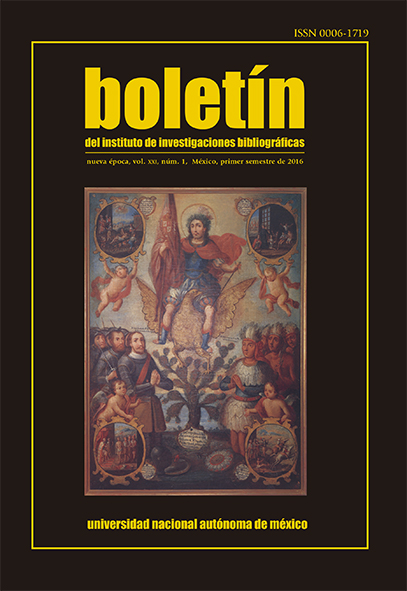 ISSN 0006-1719
boletín
del instituto de investigaciones bibliográficas
nueva época, vol. XXI, núm. 1, México, primer semestre de 2016
universidad nacional autónoma de méxico